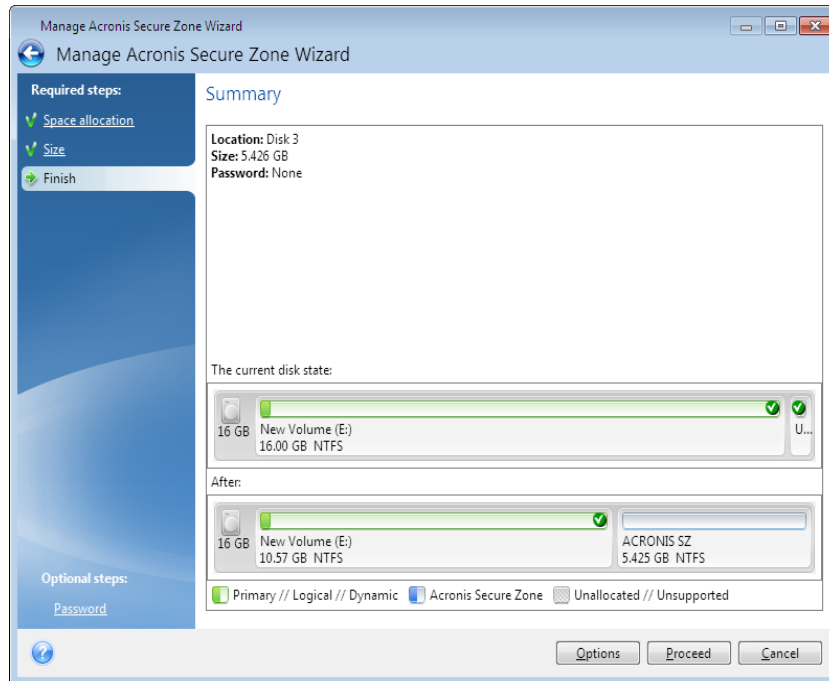 Manage Acronis Secure Zone Wizard
Manage Acronis Secure Zone Wizard
Required steps:
Space allocation
Size
Finish
Summary
Location: Disk 3
Size: 5.426 GB
Password: None
The current disk state:
16 GB
New Volume (E:)
16.00 GB NTFS
U...
After:
16 GB
New Volume (E:)
10.57 GB NTFS
ACRONIS SZ
5.425 GB NTFS
Primary // Logical // Dynamic Acronis Secure Zone Unallocated // Unsupported
Optional steps:
Password
?
Options Proceed Cancel